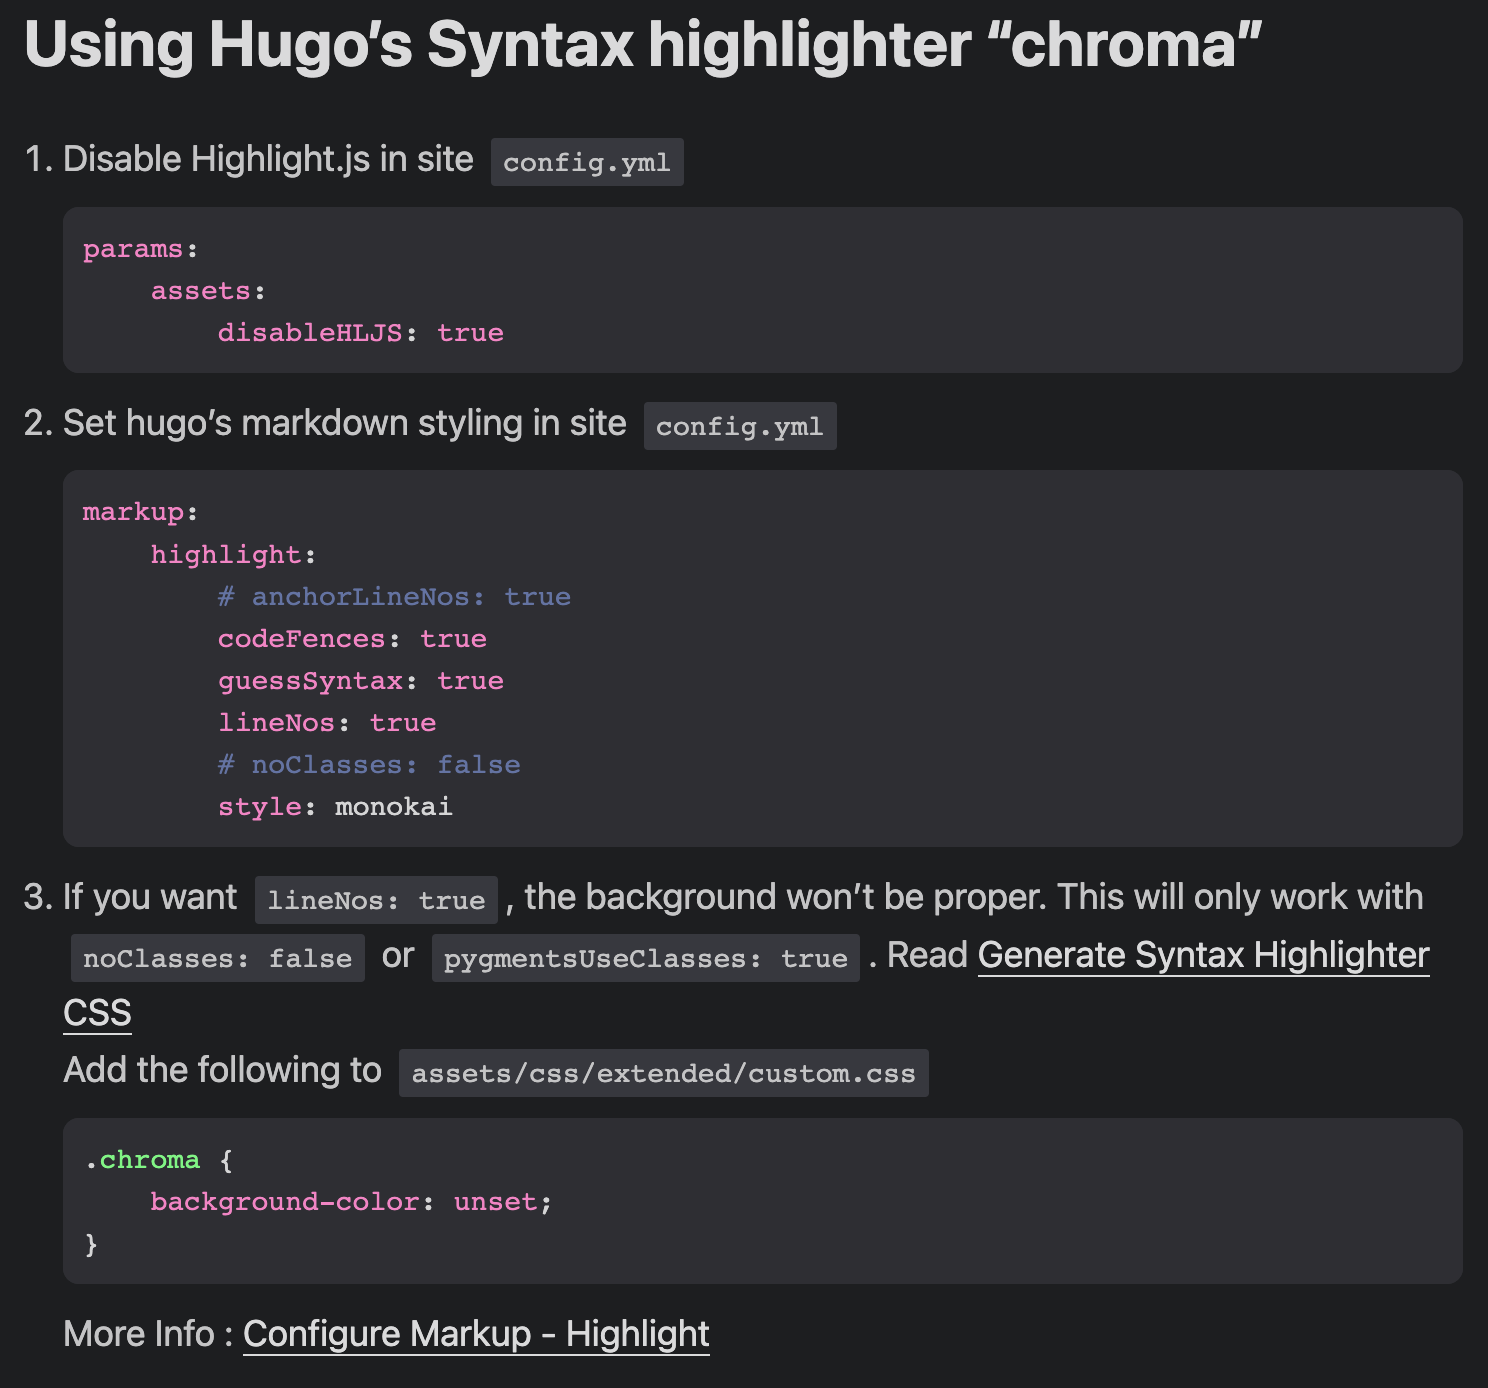 Using Hugo’s Syntax highlighter “chroma”
1. Disable Highlight.js in site config.yml
params:
    assets:
        disableHLJS: true
2. Set hugo’s markdown styling in site config.yml
markup:
    highlight:
        # anchorLineNos: true
        codeFences: true
        guessSyntax: true
        lineNos: true
        # noClasses: false
        style: monokai
3. If you want lineNos: true , the background won’t be proper. This will only work with
noClasses: false or pygmentsUseClasses: true . Read Generate Syntax Highlighter
CSS
Add the following to assets/css/extended/custom.css
.chroma {
    background-color: unset;
}
More Info : Configure Markup - Highlight